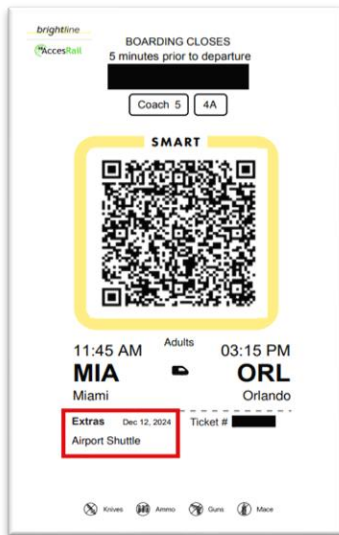 brightline
AccesRail
BOARDING CLOSES
5 minutes prior to departure
Coach 5 4A
SMART
Adults
11:45 AM 03:15 PM
MIA ORL
Miami Orlando
Extras Dec 12, 2024 Ticket #
Airport Shuttle
Knives Ammo Guns Mace